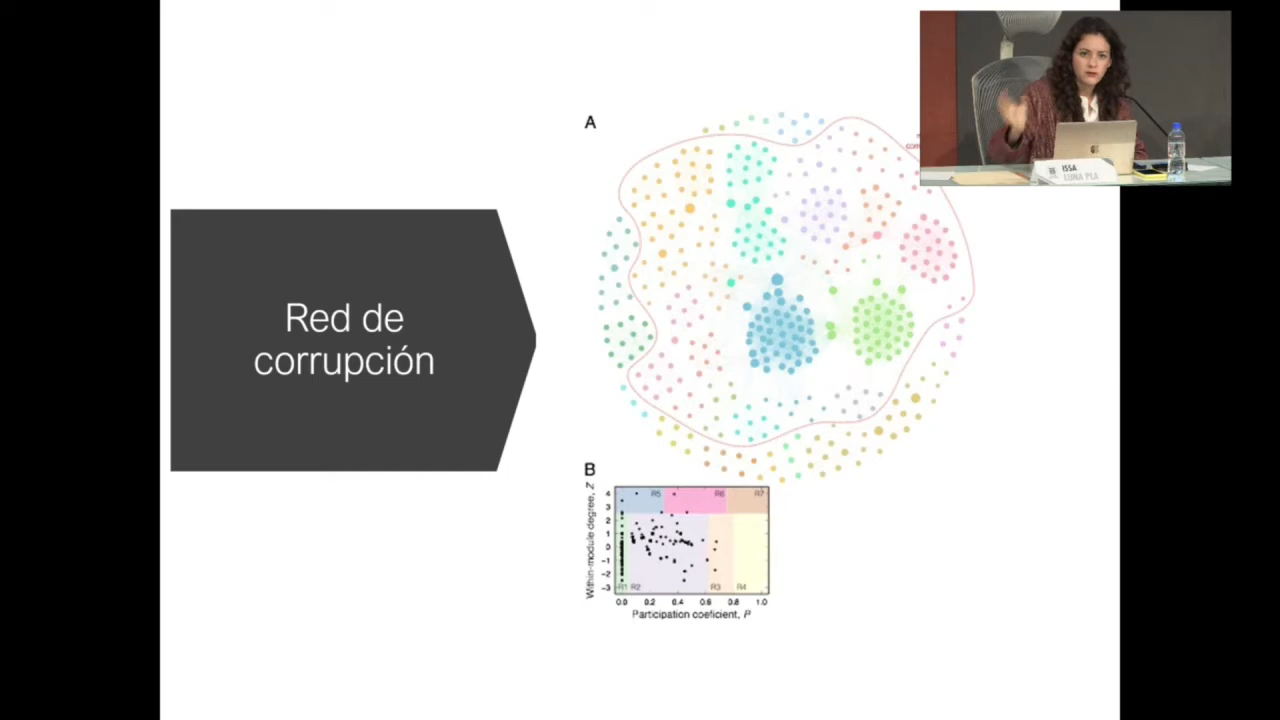 A
ISSA
LUNA PLA
Red de
corrupción
B
Within-module degree, Z
4
3
2
1
0
−1
−2
−3
R5
R6
R7
R1
R2
R3
R4
0.0
0.2
0.4
0.6
0.8
1.0
Participation coeficient, P